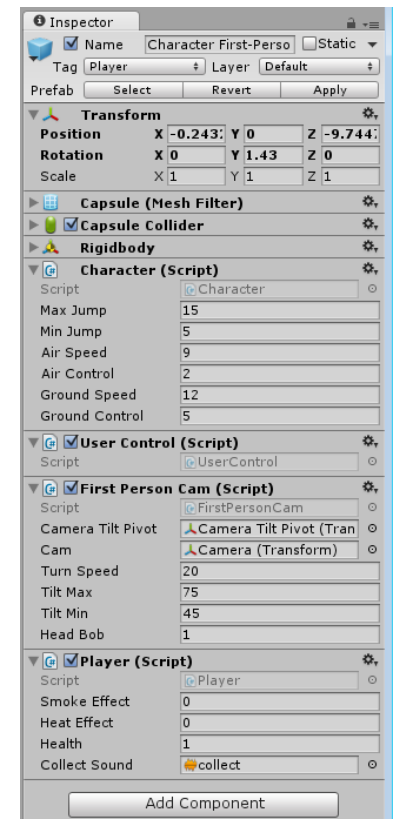 Inspector
Name Character First-Perso Static
Tag Player Layer Default
Prefab Select Revert Apply
Transform
Position X -0.243 Y 0 Z -9.744
Rotation X 0 Y 1.43 Z 0
Scale X 1 Y 1 Z 1
Capsule (Mesh Filter)
Capsule Collider
Rigidbody
Character (Script)
Script Character
Max Jump 15
Min Jump 5
Air Speed 9
Air Control 2
Ground Speed 12
Ground Control 5
User Control (Script)
Script UserControl
First Person Cam (Script)
Script FirstPersonCam
Camera Tilt Pivot Camera Tilt Pivot (Tran
Cam Camera (Transform)
Turn Speed 20
Tilt Max 75
Tilt Min 45
Head Bob 1
Player (Script)
Script Player
Smoke Effect 0
Heat Effect 0
Health 1
Collect Sound collect
Add Component